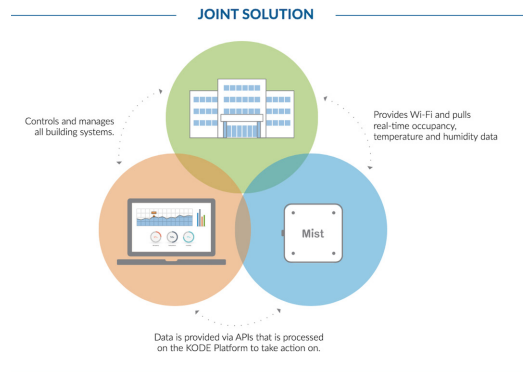 JOINT SOLUTION
Controls and manages
all building systems.
Provides Wi-Fi and pulls
real-time occupancy,
temperature and humidity data
Mist
Data is provided via APIs that is processed
on the KODE Platform to take action on.